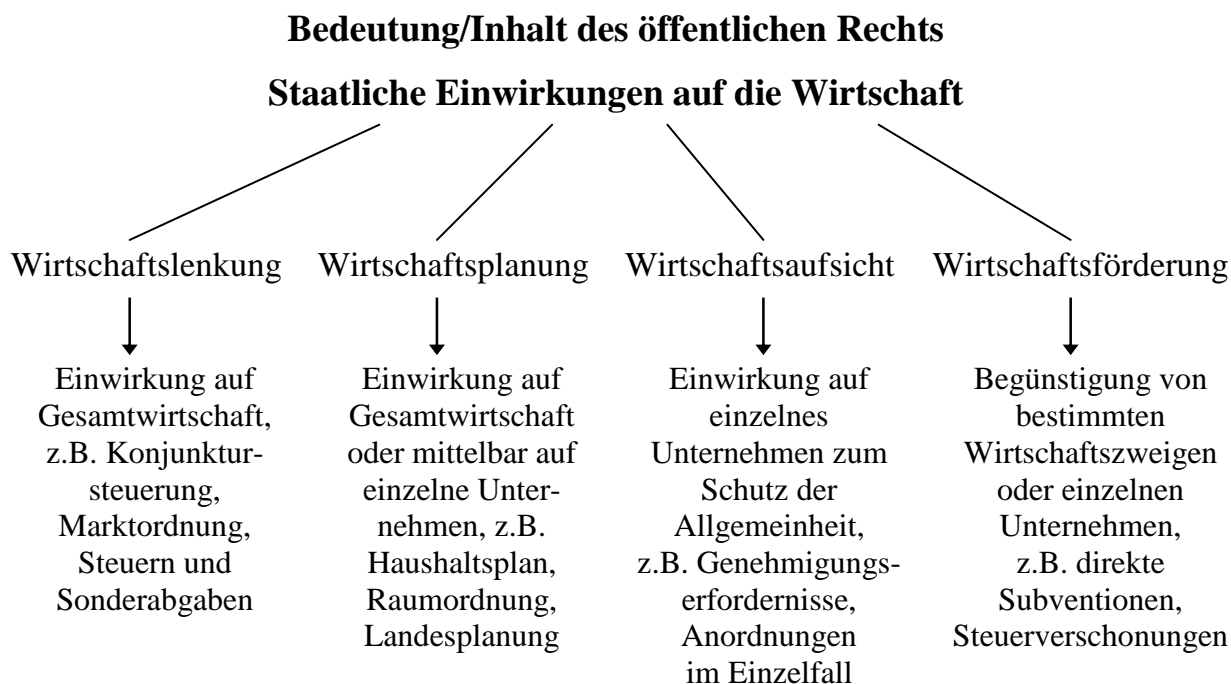 Bedeutung/Inhalt des öffentlichen Rechts
Staatliche Einwirkungen auf die Wirtschaft
Wirtschaftslenkung
Wirtschaftsplanung
Wirtschaftsaufsicht
Wirtschaftsförderung
Einwirkung auf
Gesamtwirtschaft,
z.B. Konjunktur-
steuerung,
Marktordnung,
Steuern und
Sonderabgaben
Einwirkung auf
Gesamtwirtschaft
oder mittelbar auf
einzelne Unter-
nehmen, z.B.
Haushaltsplan,
Raumordnung,
Landesplanung
Einwirkung auf
einzelnes
Unternehmen zum
Schutz der
Allgemeinheit,
z.B. Genehmigungs-
erfordernisse,
Anordnungen
im Einzelfall
Begünstigung von
bestimmten
Wirtschaftszweigen
oder einzelnen
Unternehmen,
z.B. direkte
Subventionen,
Steuerverschonungen